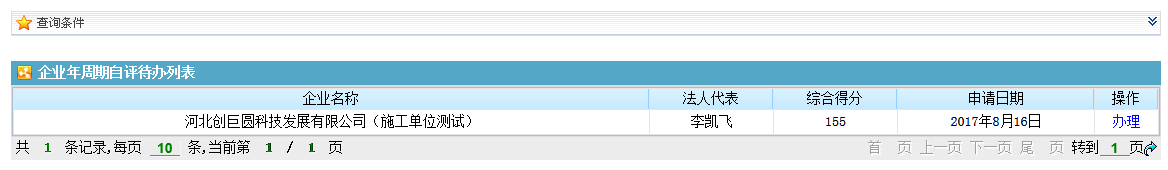 查询条件
企业年周期自评待办列表
企业名称 法人代表 综合得分 申请日期 操作
河北创巨圆科技发展有限公司（施工单位测试） 李凯飞 155 2017年8月16日 办理
共 1 条记录,每页 10 条,当前第 1 / 1 页 首 页 上一页 下一页 尾 页 转到 1 页